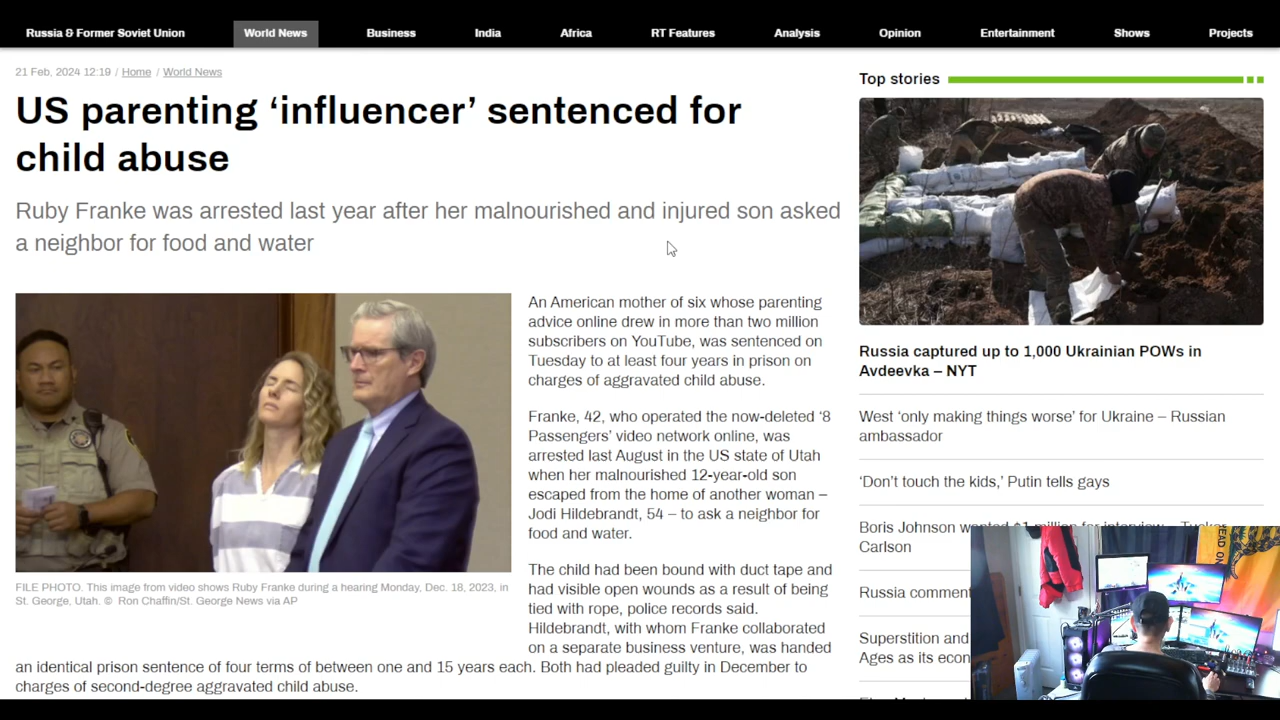 Russia & Former Soviet Union World News Business India Africa RT Features Analysis Opinion Entertainment Shows Projects
21 Feb, 2024 12:19 / Home / World News
US parenting ‘influencer’ sentenced for
child abuse
Ruby Franke was arrested last year after her malnourished and injured son asked
a neighbor for food and water
FILE PHOTO. This image from video shows Ruby Franke during a hearing Monday, Dec. 18, 2023, in
St. George, Utah. © Ron Chaffin/St. George News via AP
An American mother of six whose parenting
advice online drew in more than two million
subscribers on YouTube, was sentenced on
Tuesday to at least four years in prison on
charges of aggravated child abuse.
Franke, 42, who operated the now-deleted ‘8
Passengers’ video network online, was
arrested last August in the US state of Utah
when her malnourished 12-year-old son
escaped from the home of another woman –
Jodi Hildebrandt, 54 – to ask a neighbor for
food and water.
The child had been bound with duct tape and
had visible open wounds as a result of being
tied with rope, police records said.
Hildebrandt, with whom Franke collaborated
on a separate business venture, was handed
an identical prison sentence of four terms of between one and 15 years each. Both had pleaded guilty in December to
charges of second-degree aggravated child abuse.
Top stories
Russia captured up to 1,000 Ukrainian POWs in
Avdeevka – NYT
West ‘only making things worse’ for Ukraine – Russian
ambassador
‘Don’t touch the kids,’ Putin tells gays
Boris Johnson wanted $1 million for interview – Tucker
Carlson
Russia comment
Superstition and
Ages as its econ